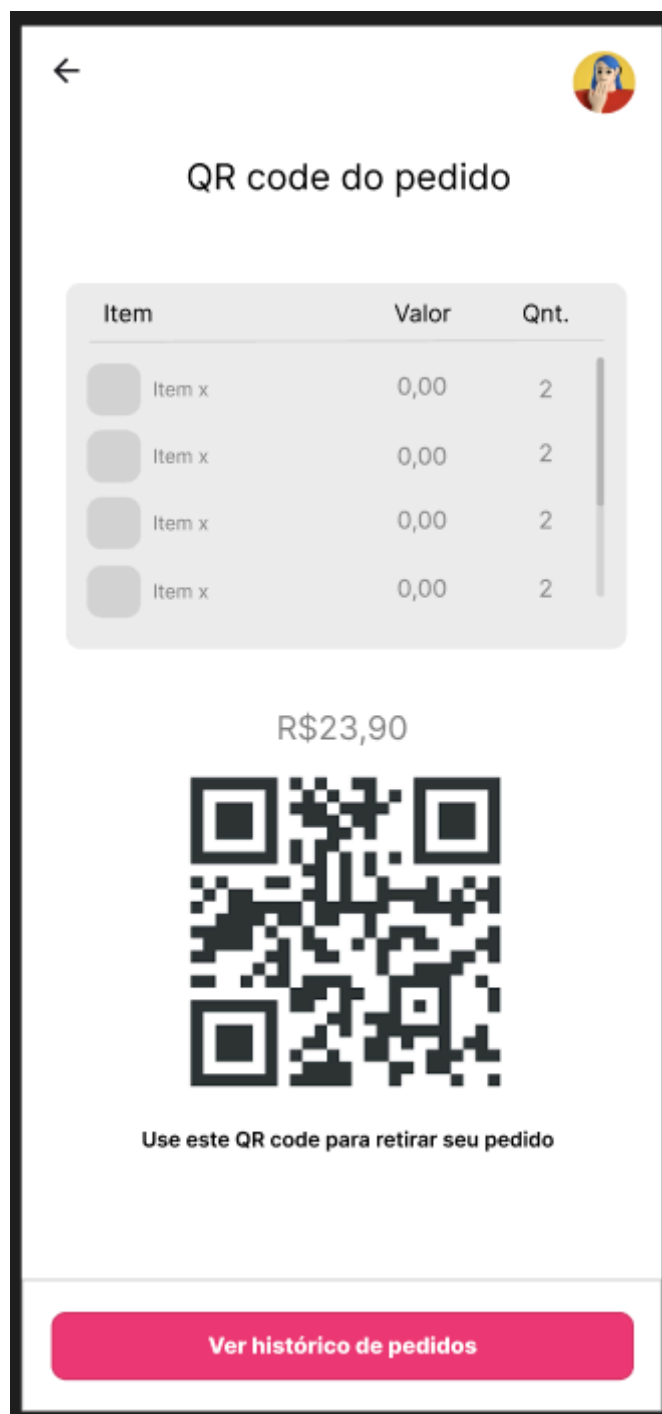 QR code do pedido
Item Valor Qnt.
Item x 0,00 2
Item x 0,00 2
Item x 0,00 2
Item x 0,00 2
R$23,90
Use este QR code para retirar seu pedido
Ver histórico de pedidos